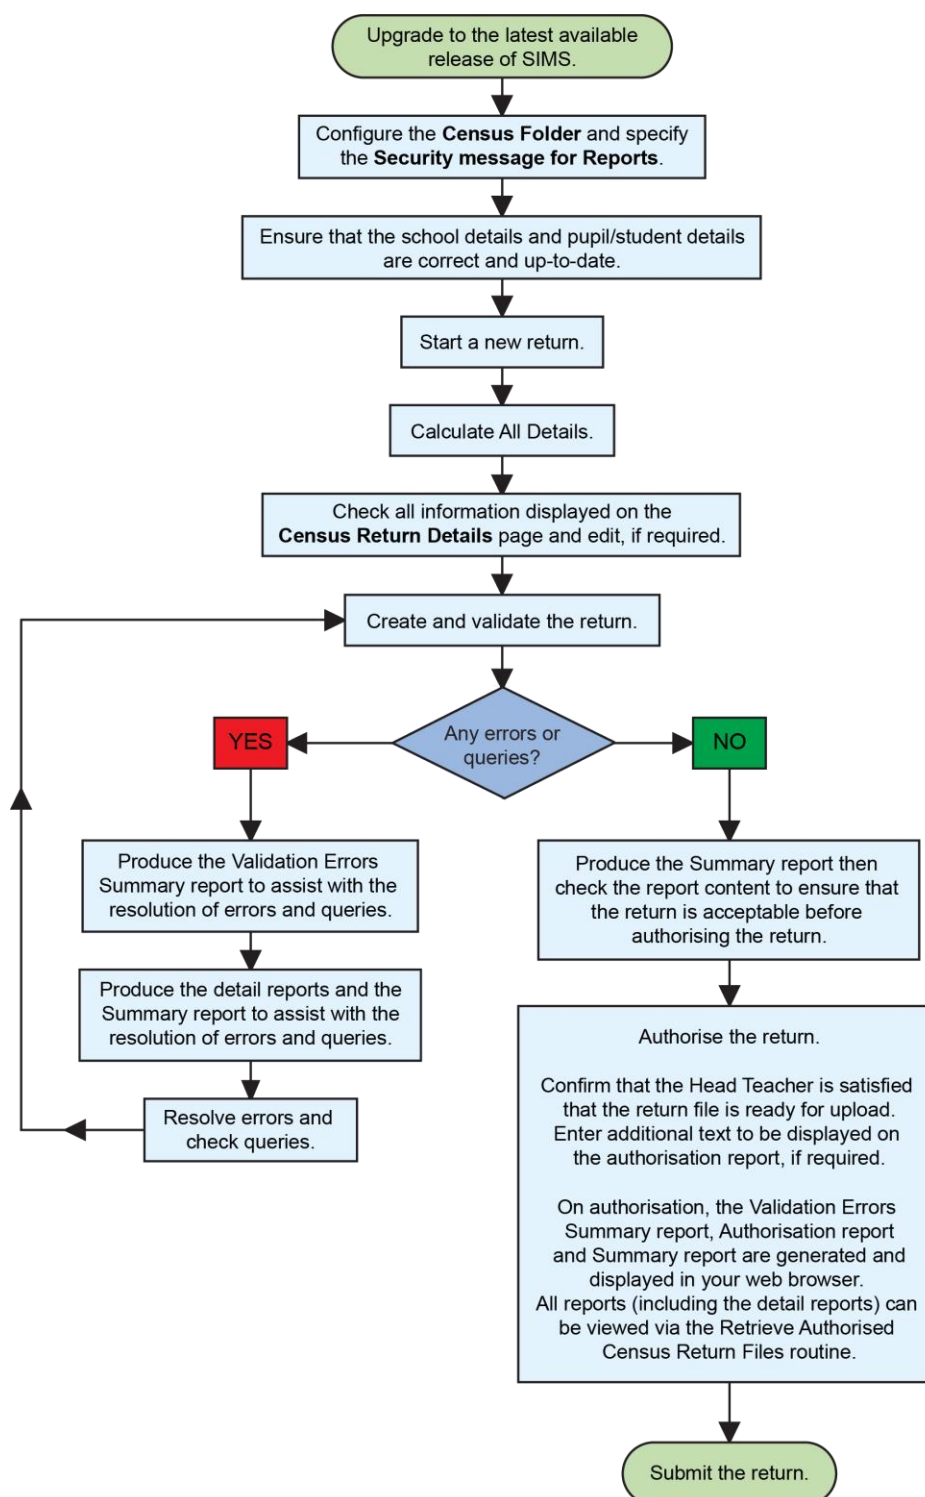 Upgrade to the latest available
release of SIMS.
Configure the Census Folder and specify
the Security message for Reports.
Ensure that the school details and pupil/student details
are correct and up-to-date.
Start a new return.
Calculate All Details.
Check all information displayed on the
Census Return Details page and edit, if required.
Create and validate the return.
Any errors or
queries?
YES
NO
Produce the Validation Errors
Summary report to assist with the
resolution of errors and queries.
Produce the detail reports and the
Summary report to assist with the
resolution of errors and queries.
Resolve errors and
check queries.
Produce the Summary report then
check the report content to ensure that
the return is acceptable before
authorising the return.
Authorise the return.
Confirm that the Head Teacher is satisfied
that the return file is ready for upload.
Enter additional text to be displayed on
the authorisation report, if required.
On authorisation, the Validation Errors
Summary report, Authorisation report
and Summary report are generated and
displayed in your web browser.
All reports (including the detail reports) can
be viewed via the Retrieve Authorised
Census Return Files routine.
Submit the return.